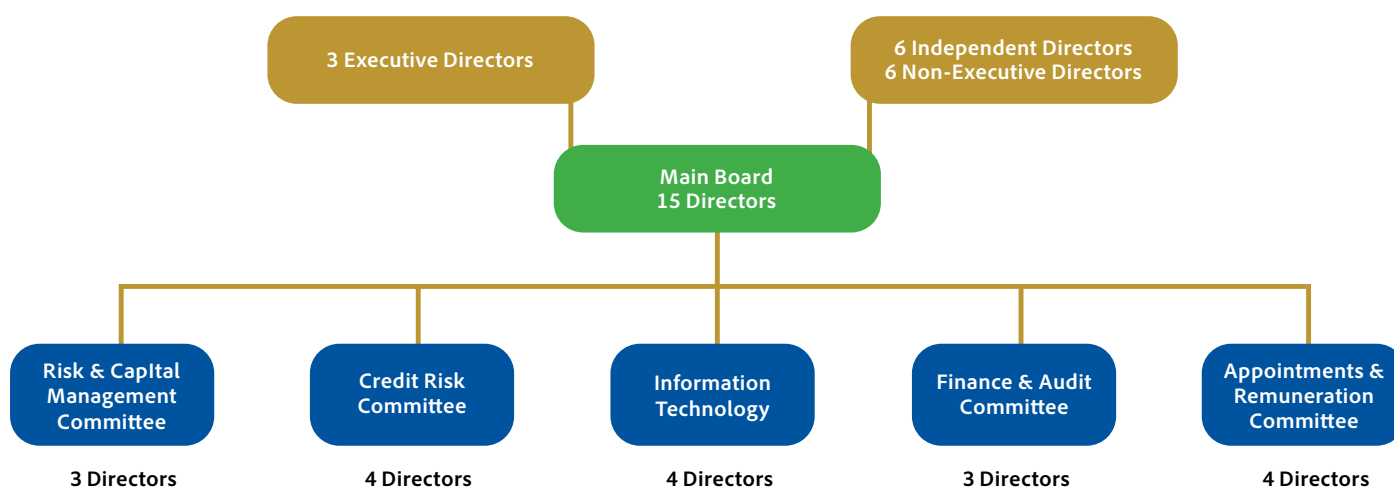 3 Executive Directors
6 Independent Directors
6 Non-Executive Directors
Main Board
15 Directors
Risk & CapItal
Management
Committee
Credit Risk
Committee
Information
Technology
Finance & Audit
Committee
Appointments &
Remuneration
Committee
3 Directors
4 Directors
4 Directors
3 Directors
4 Directors